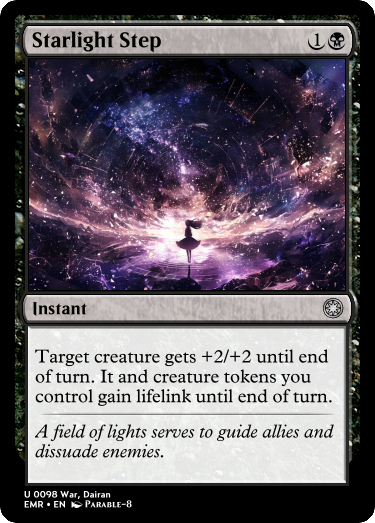 Starlight Step 1
Instant
Target creature gets +2/+2 until end
of turn. It and creature tokens you
control gain lifelink until end of turn.
A field of lights serves to guide allies and
dissuade enemies.
U 0098 War, Dairan
EMR • EN Parable-8